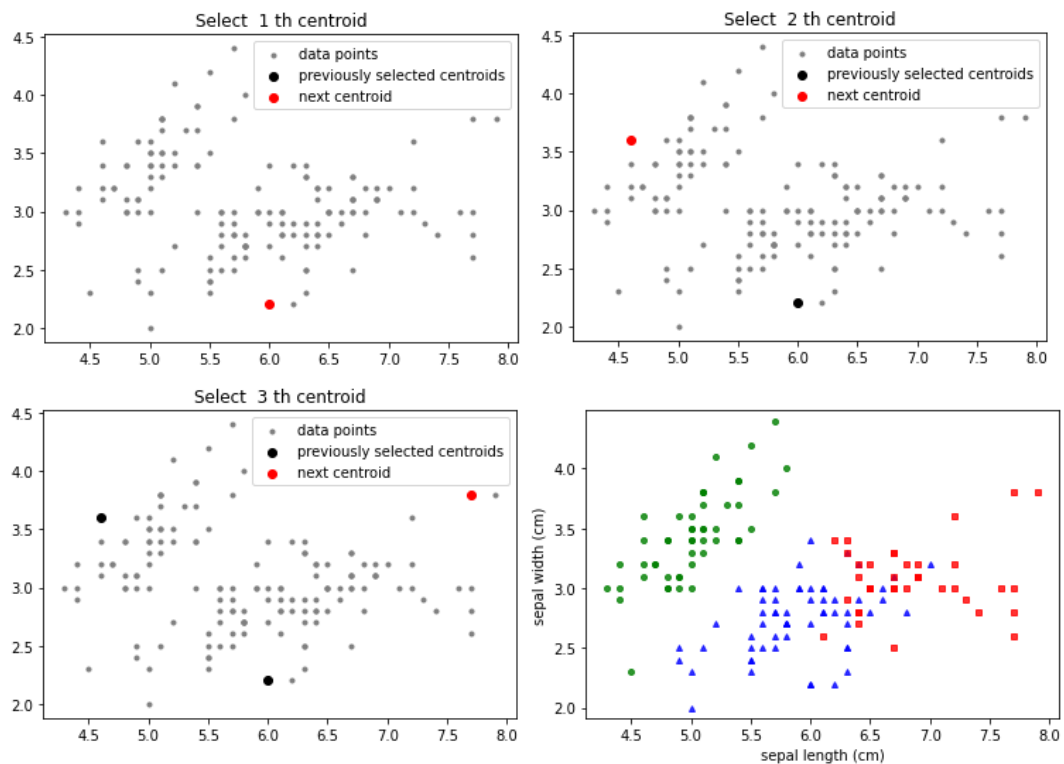 Select 1 th centroid
data points
previously selected centroids
next centroid
4.5
4.0
3.5
3.0
2.5
2.0
4.5 5.0 5.5 6.0 6.5 7.0 7.5 8.0
Select 2 th centroid
data points
previously selected centroids
next centroid
4.5
4.0
3.5
3.0
2.5
2.0
4.5 5.0 5.5 6.0 6.5 7.0 7.5 8.0
Select 3 th centroid
data points
previously selected centroids
next centroid
4.5
4.0
3.5
3.0
2.5
2.0
4.5 5.0 5.5 6.0 6.5 7.0 7.5 8.0
sepal width (cm)
4.0
3.5
3.0
2.5
2.0
4.5 5.0 5.5 6.0 6.5 7.0 7.5 8.0
sepal length (cm)